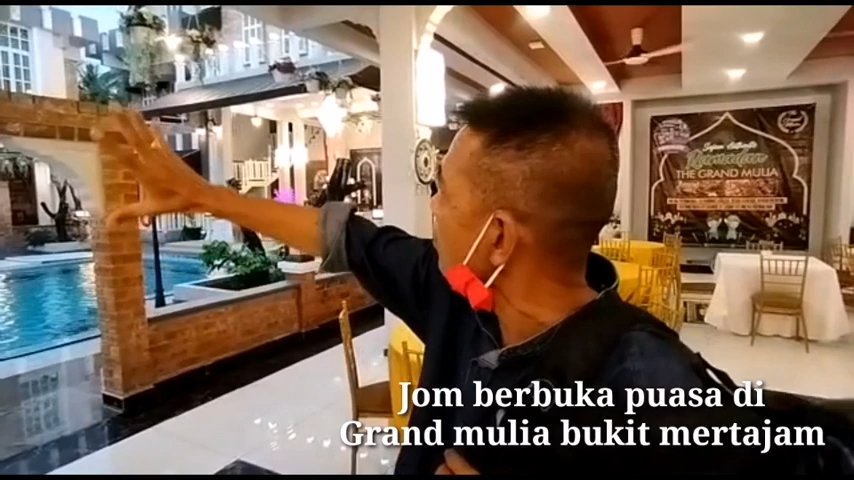 Ramadan
THE GRAND MULIA
Jom berbuka puasa di
Grand mulia bukit mertajam